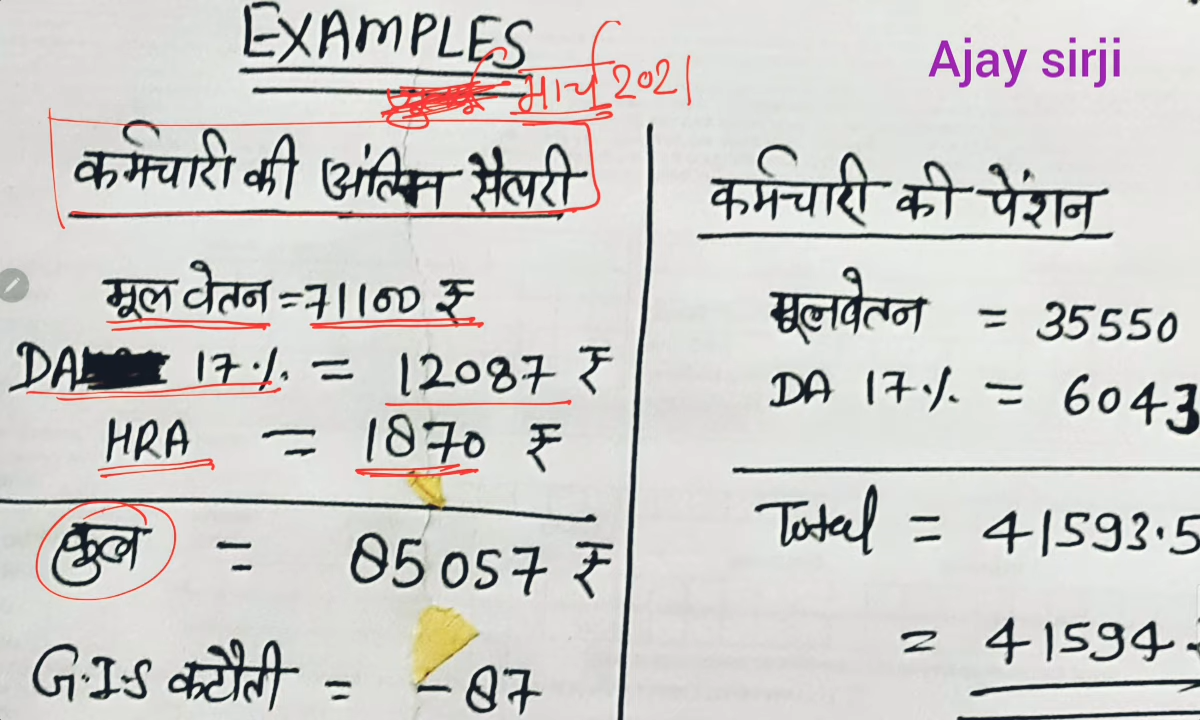 EXAMPLES
Ajay sirji
मार्च 2021
कर्मचारी की अंतिम सैलरी
मूल वेतन = 71100 ₹
DA 17.%. = 12087 ₹
HRA = 1870 ₹
कुल = 85057 ₹
G.I.S कटौती = - 87
कर्मचारी की पेंशन
मूलवेतन = 35550
DA 17.%. = 6043
Total = 41593.5
= 41594